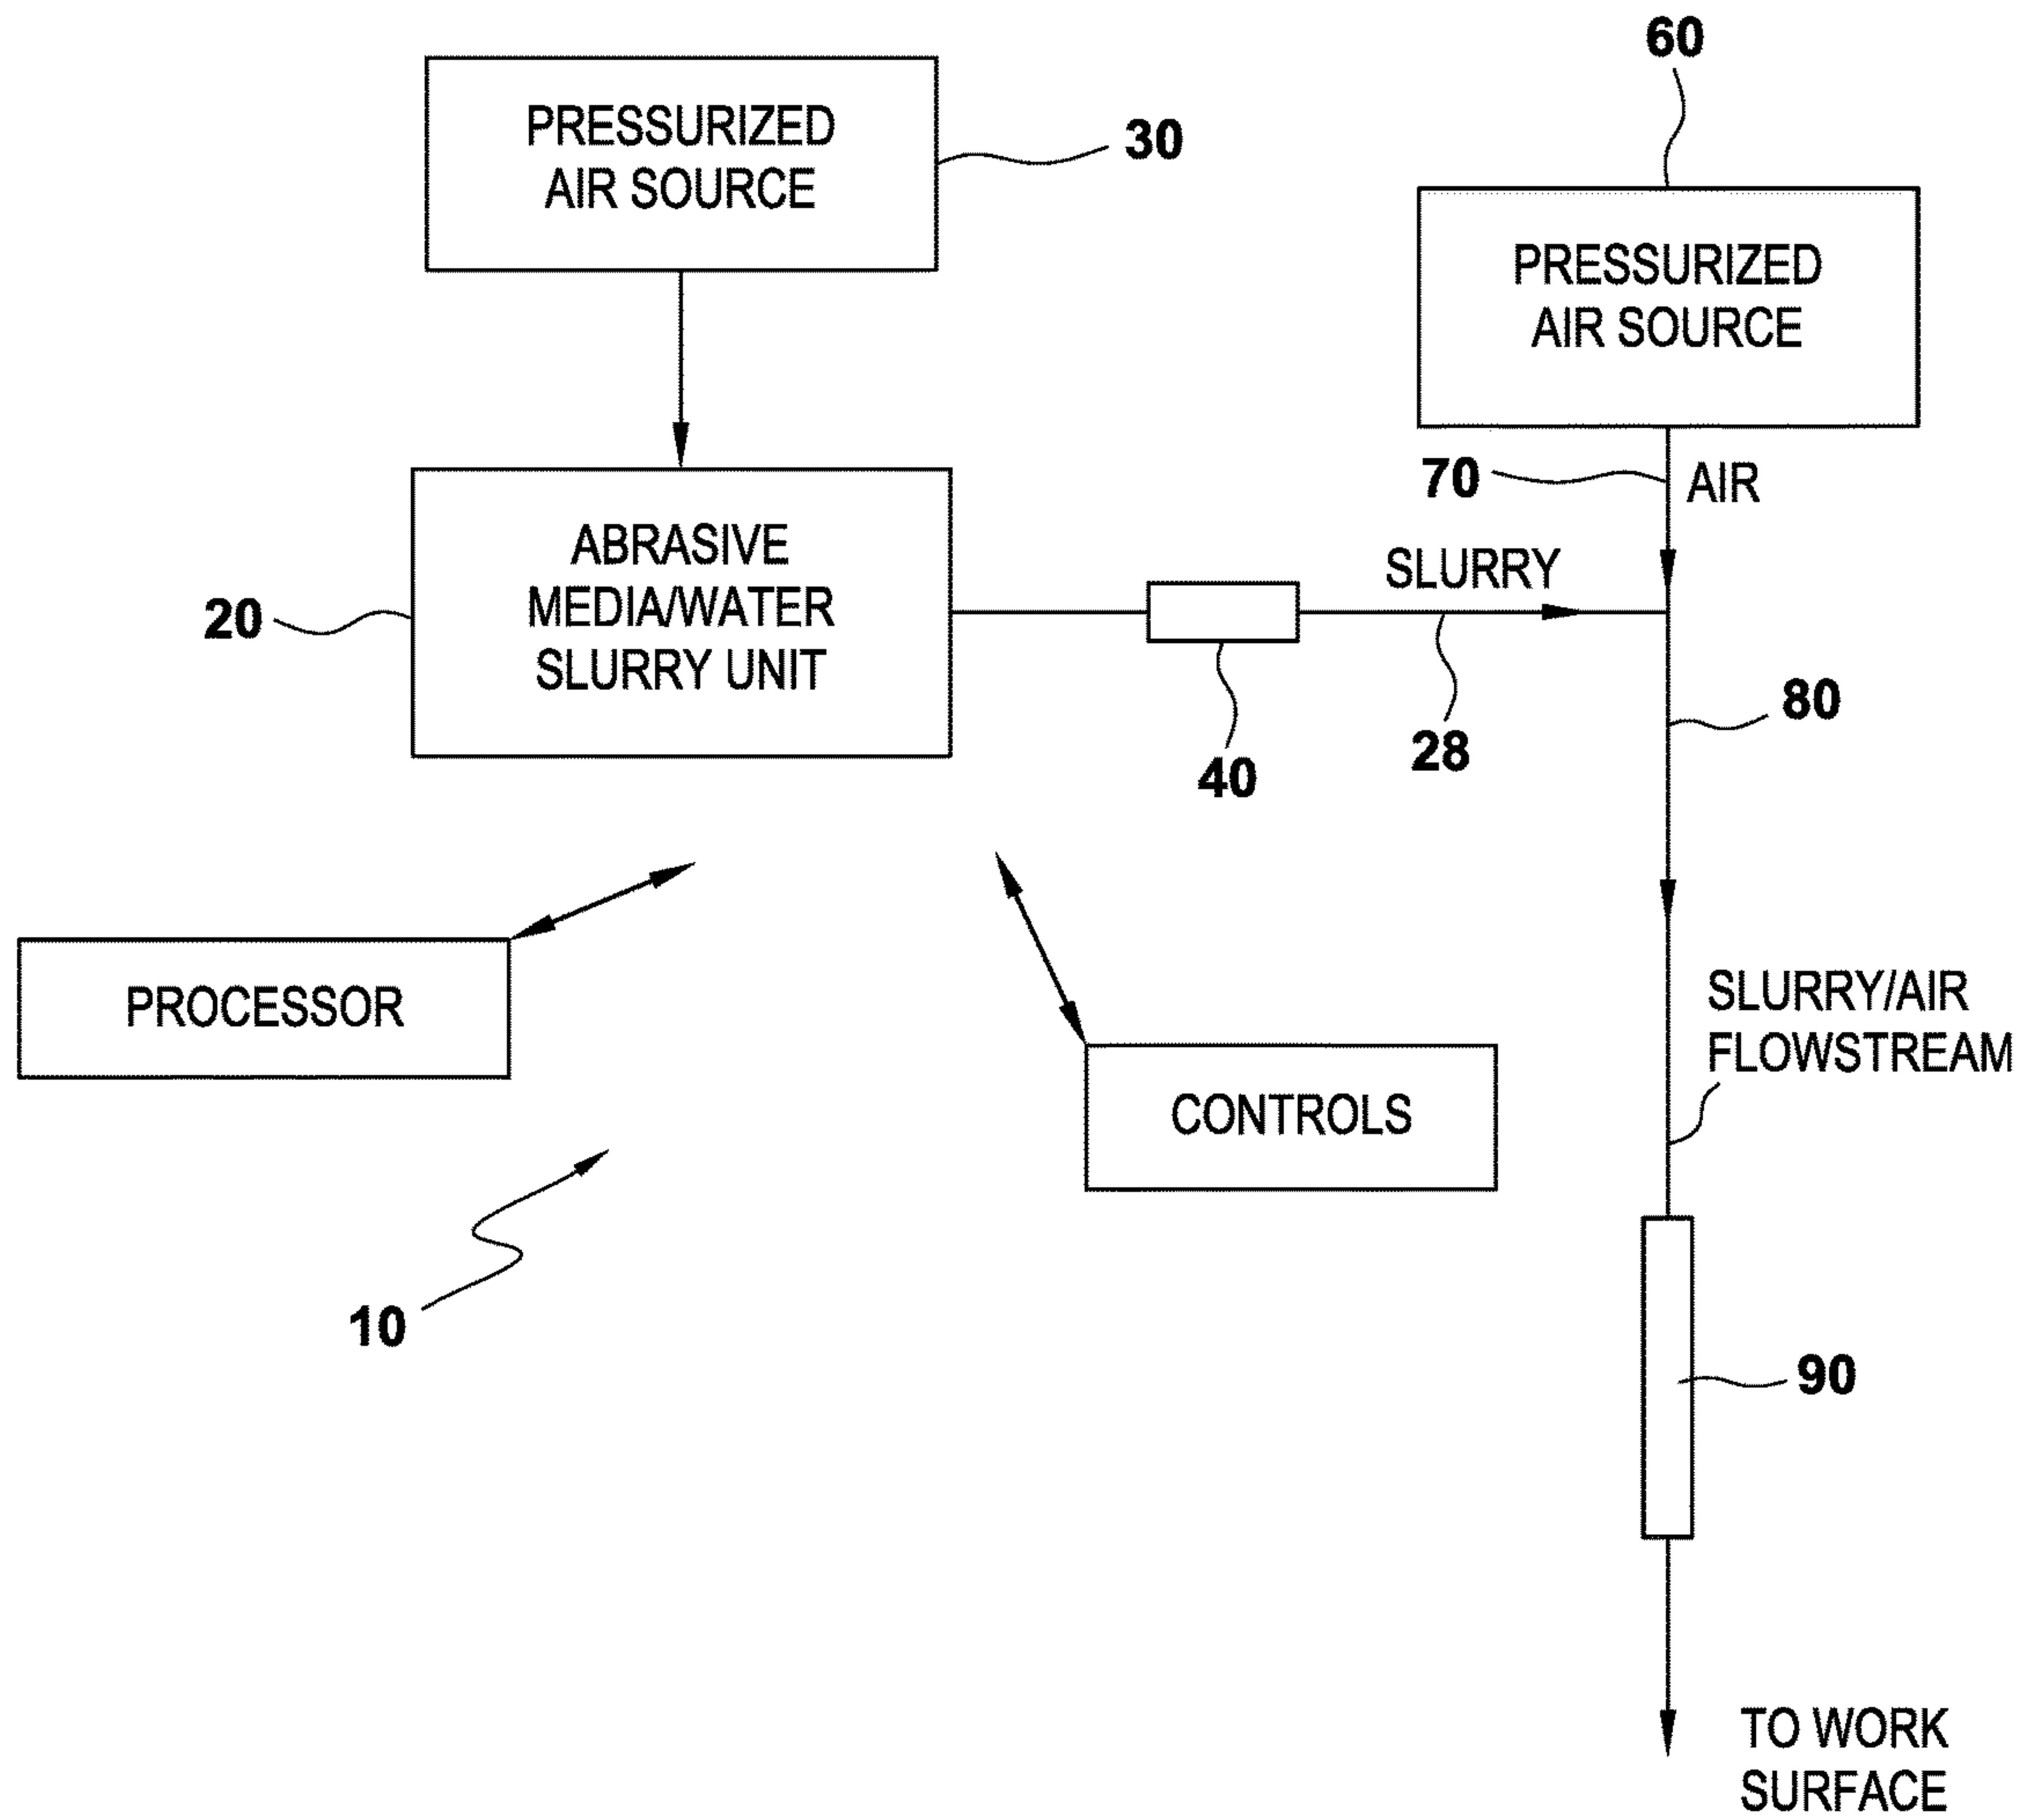 60
PRESSURIZED
AIR SOURCE
30
PRESSURIZED
AIR SOURCE
70
AIR
ABRASIVE
MEDIA/WATER
SLURRY UNIT
20
SLURRY
40
28
80
PROCESSOR
SLURRY/AIR
FLOWSTREAM
CONTROLS
10
90
TO WORK
SURFACE